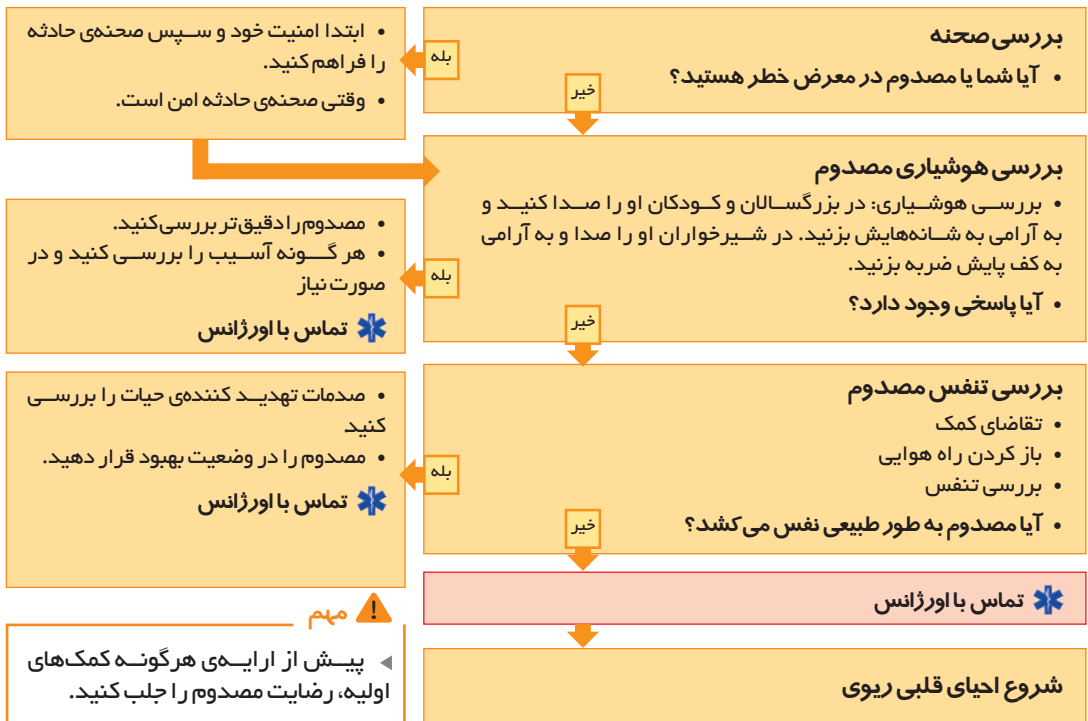 بررسی صحنه
• آیا شما یا مصدوم در معرض خطر هستید؟
بله
• ابتدا امنیت خود و سپس صحنه‌ی حادثه
را فراهم کنید.
• وقتی صحنه‌ی حادثه امن است.
خیر
بررسی هوشیاری مصدوم
• بررسی هوشیاری: در بزرگسالان و کودکان او را صدا کنید و
به آرامی به شانه‌هایش بزنید. در شیرخواران او را صدا و به آرامی
به کف پایش ضربه بزنید.
• آیا پاسخی وجود دارد؟
بله
• مصدوم را دقیق‌تر بررسی کنید.
• هر گونه آسیب را بررسی کنید و در
صورت نیاز
تماس با اورژانس
خیر
بررسی تنفس مصدوم
• تقاضای کمک
• باز کردن راه هوایی
• بررسی تنفس
• آیا مصدوم به طور طبیعی نفس می کشد؟
بله
• صدمات تهدید کننده‌ی حیات را بررسی
کنید
• مصدوم را در وضعیت بهبود قرار دهید.
تماس با اورژانس
خیر
تماس با اورژانس
شروع احیای قلبی ریوی
مهم
پیش از ارایه‌ی هرگونه کمک‌های
اولیه، رضایت مصدوم را جلب کنید.